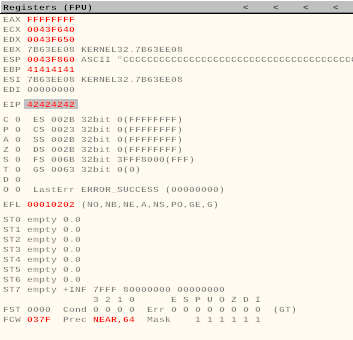 Registers (FPU) < < < <
EAX FFFFFFFF
ECX 0043F640
EDX 0043F650
EBX 7B63EE08 KERNEL32.7B63EE08
ESP 0043F860 ASCII "CCCCCCCCCCCCCCCCCCCCCCCCCCCCCCCCCCCCCC
EBP 41414141
ESI 7B63EE08 KERNEL32.7B63EE08
EDI 00000000
EIP 42424242
C 0 ES 002B 32bit 0(FFFFFFFF)
P 0 CS 0023 32bit 0(FFFFFFFF)
A 0 SS 002B 32bit 0(FFFFFFFF)
Z 0 DS 002B 32bit 0(FFFFFFFF)
S 0 FS 006B 32bit 3FFF8000(FFF)
T 0 GS 0063 32bit 0(0)
D 0
O 0 LastErr ERROR_SUCCESS (00000000)
EFL 00010202 (NO,NB,NE,A,NS,PO,GE,G)
ST0 empty 0.0
ST1 empty 0.0
ST2 empty 0.0
ST3 empty 0.0
ST4 empty 0.0
ST5 empty 0.0
ST6 empty 0.0
ST7 empty +INF 7FFF 80000000 00000000
3 2 1 0 E S P U O Z D I
FST 0000 Cond 0 0 0 0 Err 0 0 0 0 0 0 0 0 (GT)
FCW 037F Prec NEAR,64 Mask 1 1 1 1 1 1